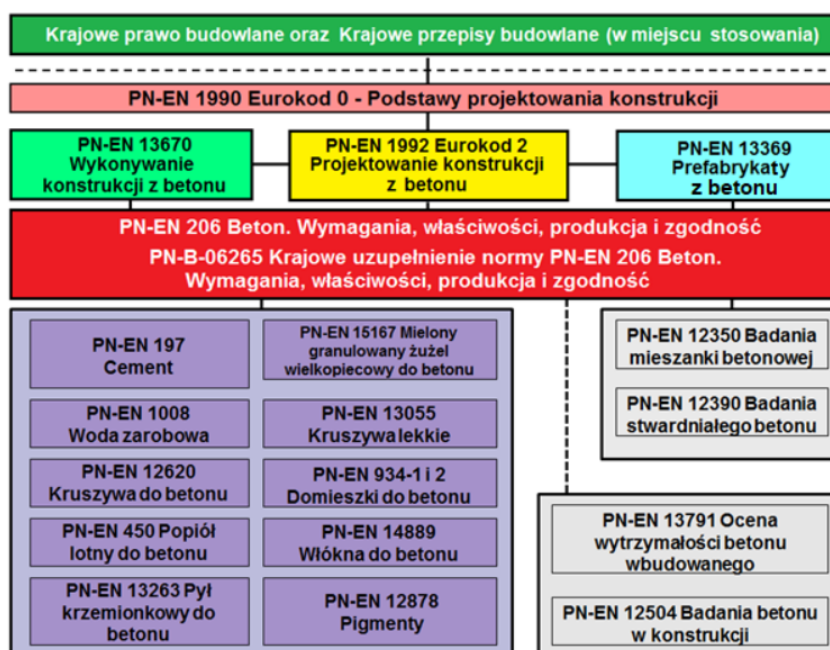 Krajowe prawo budowlane oraz Krajowe przepisy budowlane (w miejscu stosowania)
PN-EN 1990 Eurokod 0 - Podstawy projektowania konstrukcji
PN-EN 13670
Wykonywanie
konstrukcji z betonu
PN-EN 1992 Eurokod 2
Projektowanie konstrukcji
z betonu
PN-EN 13369
Prefabrykaty
z betonu
PN-EN 206 Beton. Wymagania, właściwości, produkcja i zgodność
PN-B-06265 Krajowe uzupełnienie normy PN-EN 206 Beton.
Wymagania, właściwości, produkcja i zgodność
PN-EN 197
Cement
PN-EN 15167 Mielony
granulowany żużel
wielkopiecowy do betonu
PN-EN 1008
Woda zarobowa
PN-EN 13055
Kruszywa lekkie
PN-EN 12620
Kruszywa do betonu
PN-EN 934-1 i 2
Domieszki do betonu
PN-EN 450 Popiół
lotny do betonu
PN-EN 14889
Włókna do betonu
PN-EN 13263 Pył
krzemionkowy do
betonu
PN-EN 12878
Pigmenty
PN-EN 12350 Badania
mieszanki betonowej
PN-EN 12390 Badania
stwardniałego betonu
PN-EN 13791 Ocena
wytrzymałości betonu
wbudowanego
PN-EN 12504 Badania betonu
w konstrukcji